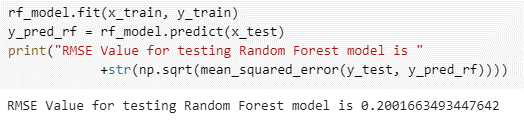 rf_model.fit(x_train, y_train)
y_pred_rf = rf_model.predict(x_test)
print("RMSE Value for testing Random Forest model is "
+str(np.sqrt(mean_squared_error(y_test, y_pred_rf))))
RMSE Value for testing Random Forest model is 0.2001663493447642